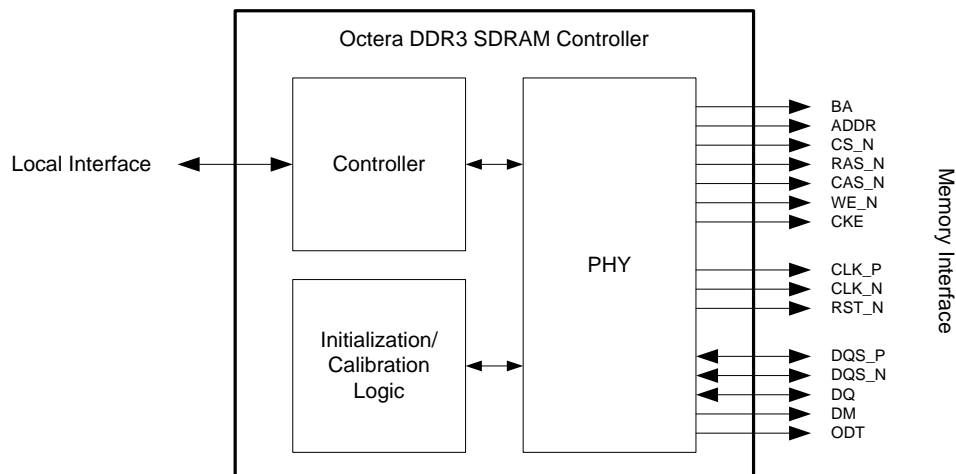 Octera DDR3 SDRAM Controller
Local Interface
Controller
Initialization/
Calibration
Logic
PHY
BA
ADDR
CS_N
RAS_N
CAS_N
WE_N
CKE
CLK_P
CLK_N
RST_N
DQS_P
DQS_N
DQ
DM
ODT
Memory Interface